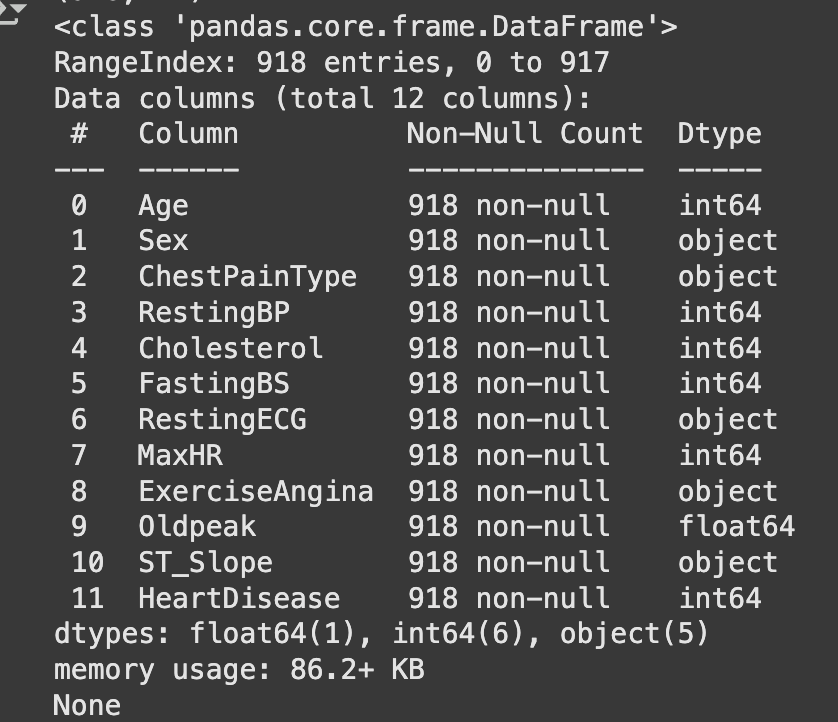 <class 'pandas.core.frame.DataFrame'>
RangeIndex: 918 entries, 0 to 917
Data columns (total 12 columns):
 #   Column          Non-Null Count  Dtype
---  ------          --------------  -----
 0   Age             918 non-null    int64
 1   Sex             918 non-null    object
 2   ChestPainType   918 non-null    object
 3   RestingBP       918 non-null    int64
 4   Cholesterol     918 non-null    int64
 5   FastingBS       918 non-null    int64
 6   RestingECG      918 non-null    object
 7   MaxHR           918 non-null    int64
 8   ExerciseAngina  918 non-null    object
 9   Oldpeak         918 non-null    float64
 10  ST_Slope        918 non-null    object
 11  HeartDisease    918 non-null    int64
dtypes: float64(1), int64(6), object(5)
memory usage: 86.2+ KB
None